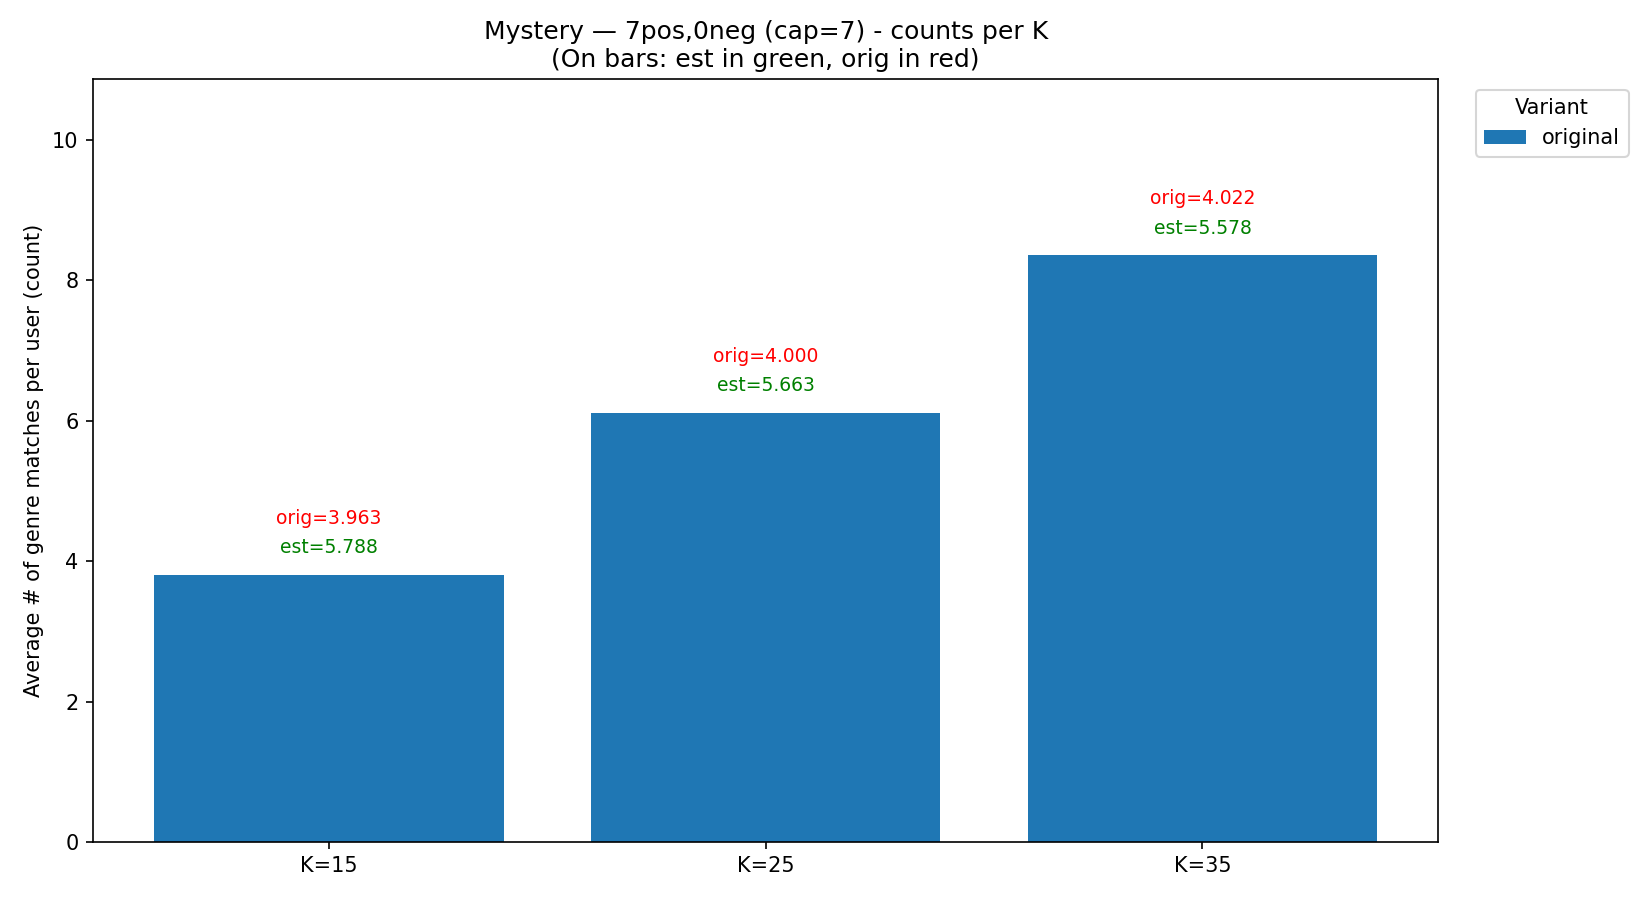 Mystery — 7pos,0neg (cap=7) - counts per K
(On bars: est in green, orig in red)
Variant
original
Average # of genre matches per user (count)
10
8
6
4
2
0
orig=3.963
est=5.788
orig=4.000
est=5.663
orig=4.022
est=5.578
K=15
K=25
K=35